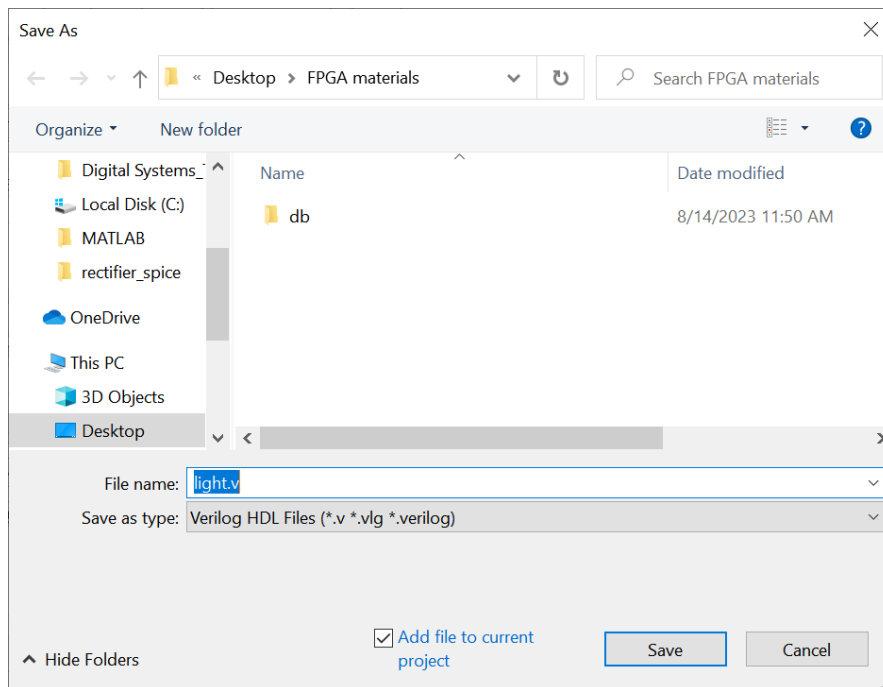 Save As
« Desktop > FPGA materials
Search FPGA materials
Organize
New folder
?
Name
Date modified
Digital Systems_T
Local Disk (C:)
MATLAB
rectifier_spice
OneDrive
This PC
3D Objects
Desktop
db
8/14/2023 11:50 AM
File name: light.v
Save as type: Verilog HDL Files (*.v *.vlg *.verilog)
Add file to current
project
Hide Folders
Save
Cancel